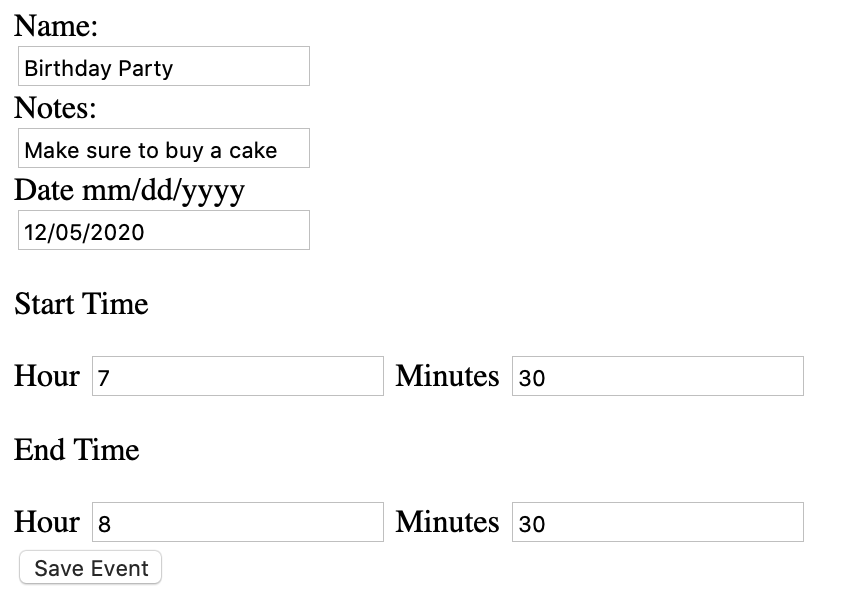 Name:
Birthday Party
Notes:
Make sure to buy a cake
Date mm/dd/yyyy
12/05/2020
Start Time
Hour 7 Minutes 30
End Time
Hour 8 Minutes 30
Save Event